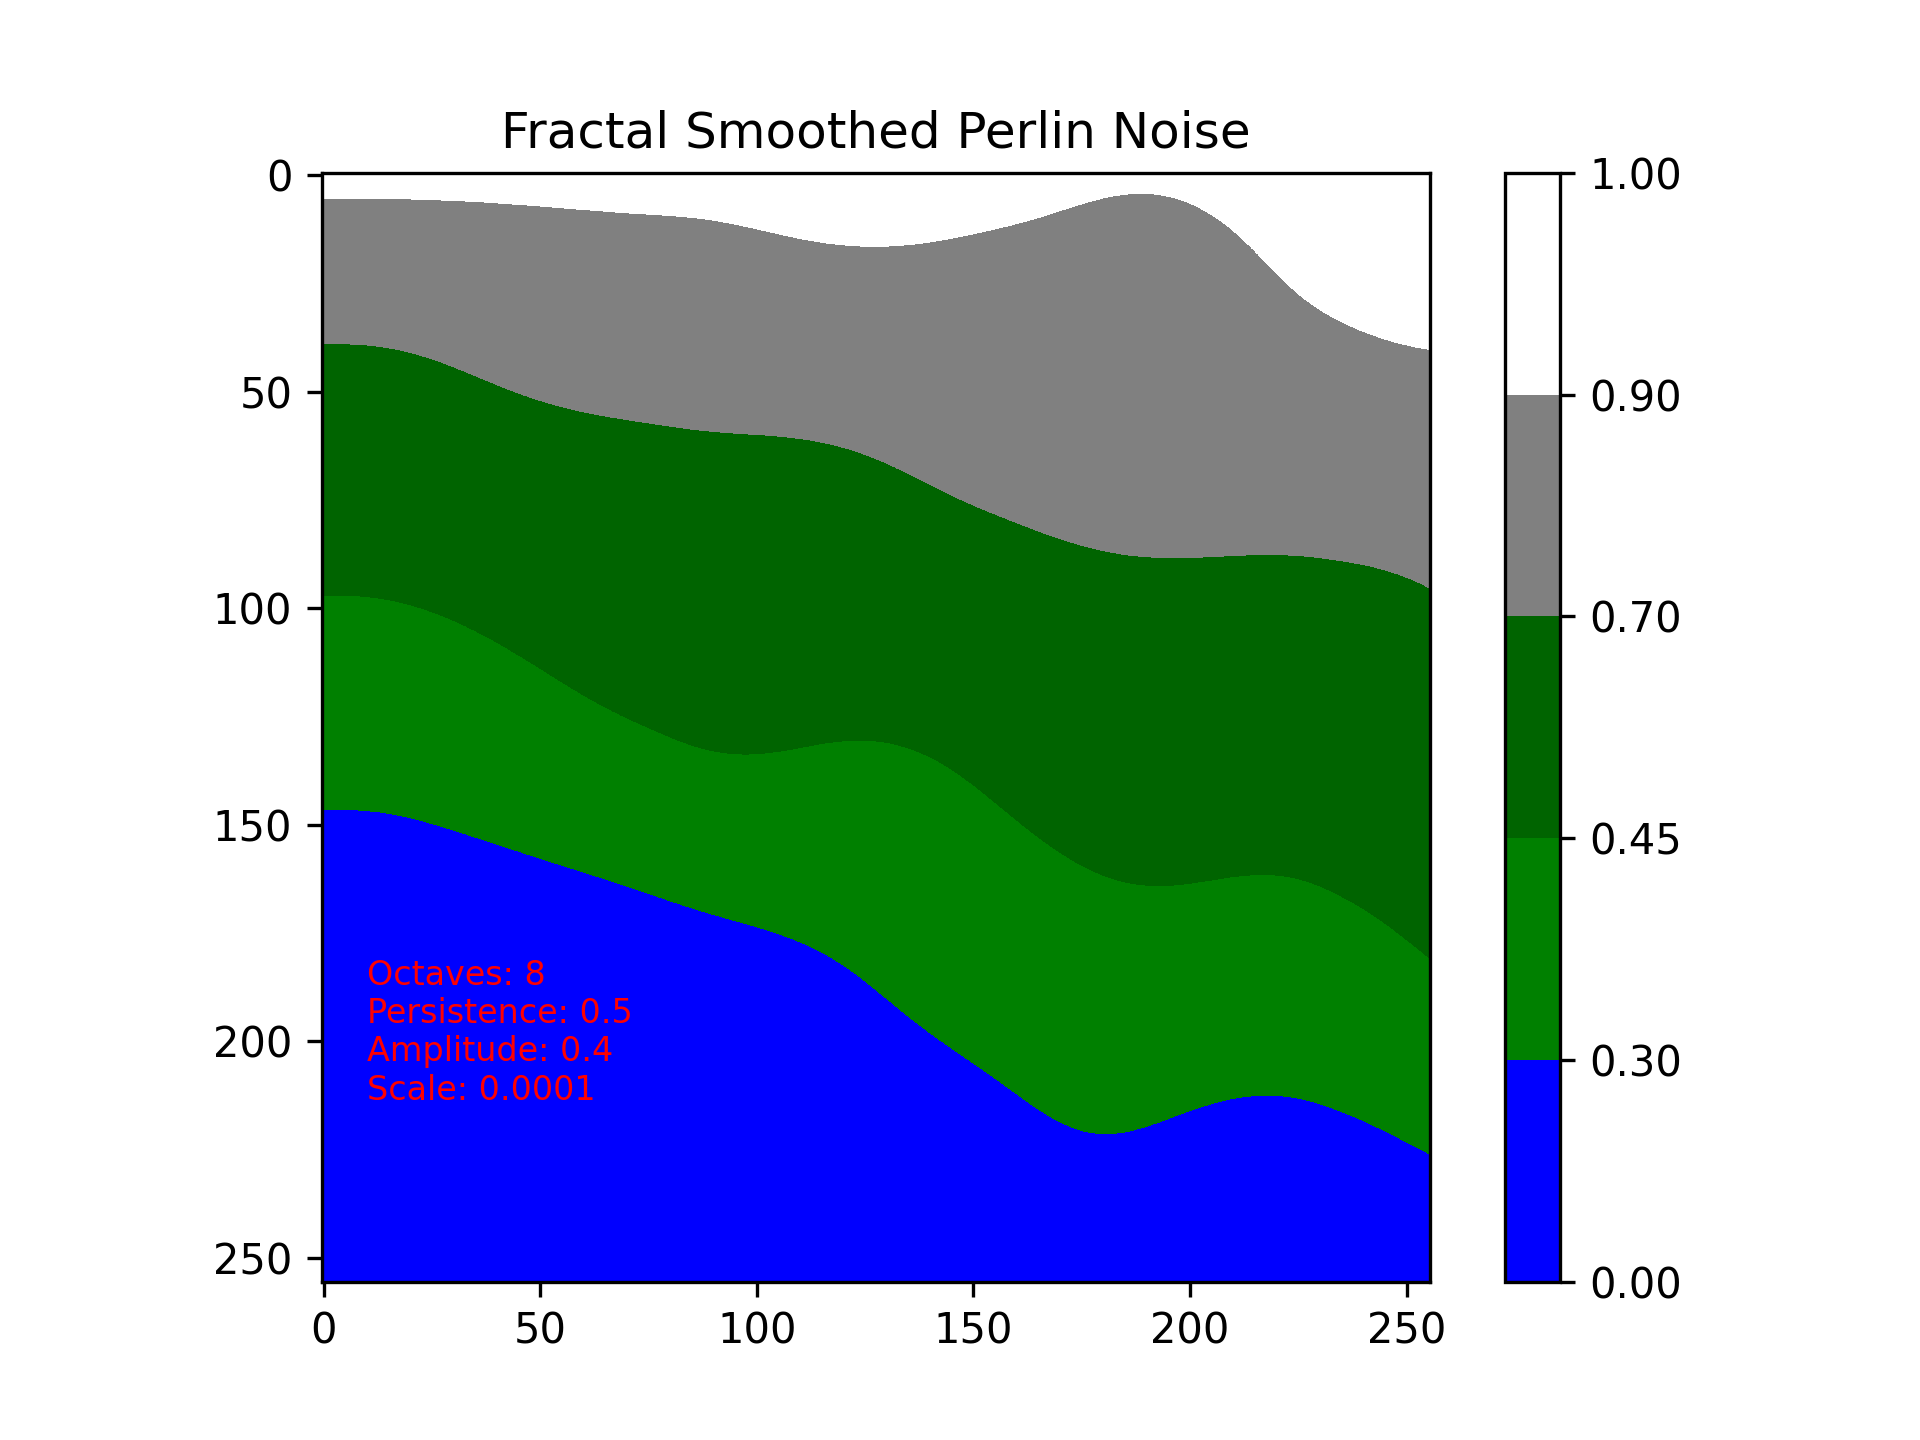 Fractal Smoothed Perlin Noise
0
50
100
150
200
250
0 50 100 150 200 250
Octaves: 8
Persistence: 0.5
Amplitude: 0.4
Scale: 0.0001
1.00
0.90
0.70
0.45
0.30
0.00